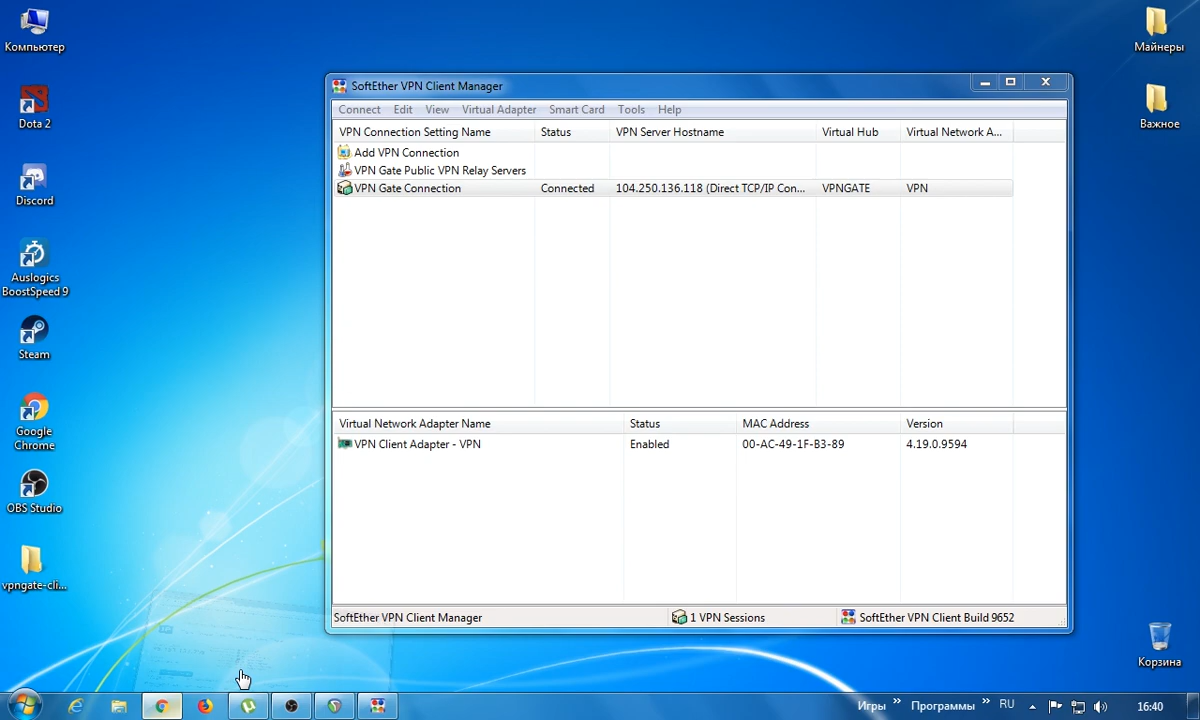 Компьютер
Dota 2
Discord
Auslogics
BoostSpeed 9
Steam
Google
Chrome
OBS Studio
vpngate-cli...
Майнеры
Важное
Корзина
SoftEther VPN Client Manager
Connect Edit View Virtual Adapter Smart Card Tools Help
VPN Connection Setting Name Status VPN Server Hostname Virtual Hub Virtual Network A...
Add VPN Connection
VPN Gate Public VPN Relay Servers
VPN Gate Connection Connected 104.250.136.118 (Direct TCP/IP Con... VPNGATE VPN
Virtual Network Adapter Name Status MAC Address Version
VPN Client Adapter - VPN Enabled 00-AC-49-1F-B3-89 4.19.0.9594
SoftEther VPN Client Manager 1 VPN Sessions SoftEther VPN Client Build 9652
Игры » Программы » RU 16:40